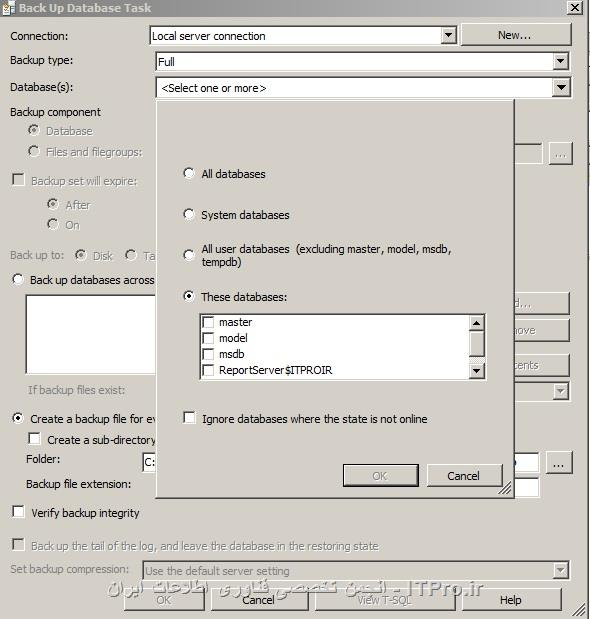 Back Up Database Task
Connection: Local server connection New...
Backup type: Full
Database(s): <Select one or more>
Backup component
Database
Files and filegroups: ...
All databases
Backup set will expire:
After
System databases
On
All user databases (excluding master, model, msdb, tempdb)
Back up to: Disk Ta
Back up databases across
These databases:
master
model
msdb
ReportServer$ITPROIR
If backup files exist:
Create a backup file for ev
Ignore databases where the state is not online
Create a sub-directory
Folder: C: ...
Backup file extension:
OK Cancel
Verify backup integrity
Back up the tail of the log, and leave the database in the restoring state
Set backup compression: Use the default server setting
ITPro.ir - انجمن تخصصی فناوری اطلاعات ایران
OK Cancel View T-SQL Help